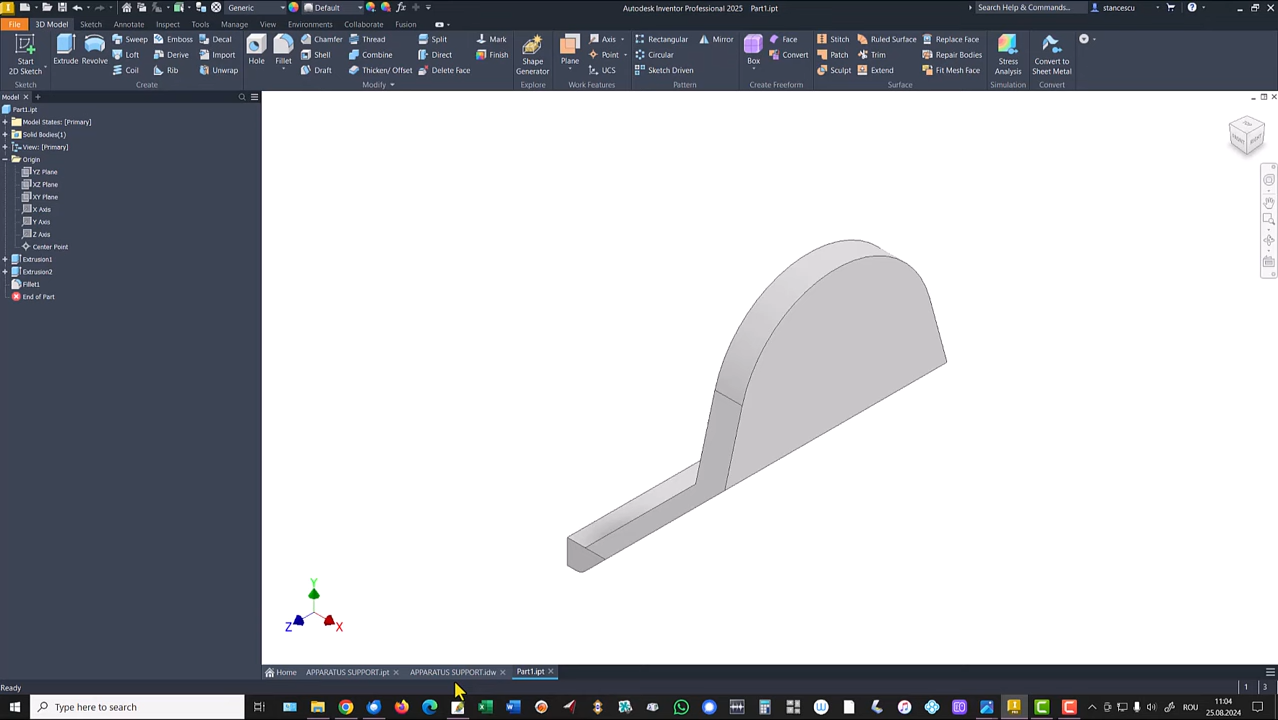 Generic
Default
Autodesk Inventor Professional 2025 Part1.ipt
Search Help & Commands...
stancescu
File 3D Model Sketch Annotate Inspect Tools Manage View Environments Collaborate Fusion
Start
2D Sketch
Extrude
Revolve
Sweep
Emboss
Decal
Loft
Derive
Import
Coil
Rib
Unwrap
Hole
Fillet
Chamfer
Thread
Split
Mark
Shell
Combine
Direct
Finish
Draft
Thicken/ Offset
Delete Face
Shape
Generator
Plane
Axis
Point
UCS
Rectangular
Mirror
Circular
Sketch Driven
Box
Face
Convert
Stitch
Ruled Surface
Replace Face
Patch
Trim
Repair Bodies
Sculpt
Extend
Fit Mesh Face
Stress
Analysis
Convert to
Sheet Metal
Sketch Create Modify Explore Work Features Pattern Create Freeform Surface Simulation Convert
Model
Part1.ipt
Model States: [Primary]
Solid Bodies(1)
View: [Primary]
Origin
YZ Plane
XZ Plane
XY Plane
X Axis
Y Axis
Z Axis
Center Point
Extrusion1
Extrusion2
Fillet1
End of Part
TOP
FRONT
RIGHT
Y
Z
X
Home APPARATUS SUPPORT.ipt APPARATUS SUPPORT.idw Part1.ipt
Ready
1 3
Type here to search
ROU
11:04
25.08.2024